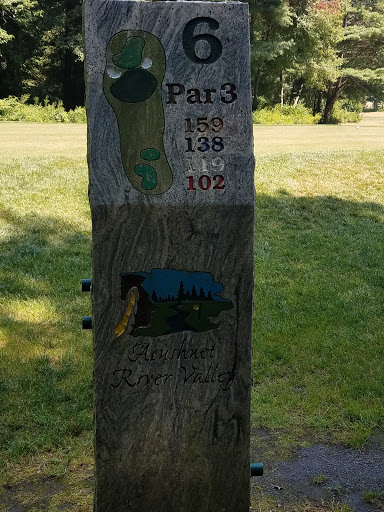 6
Par3
159
138
119
102
Acushnet
River Valley